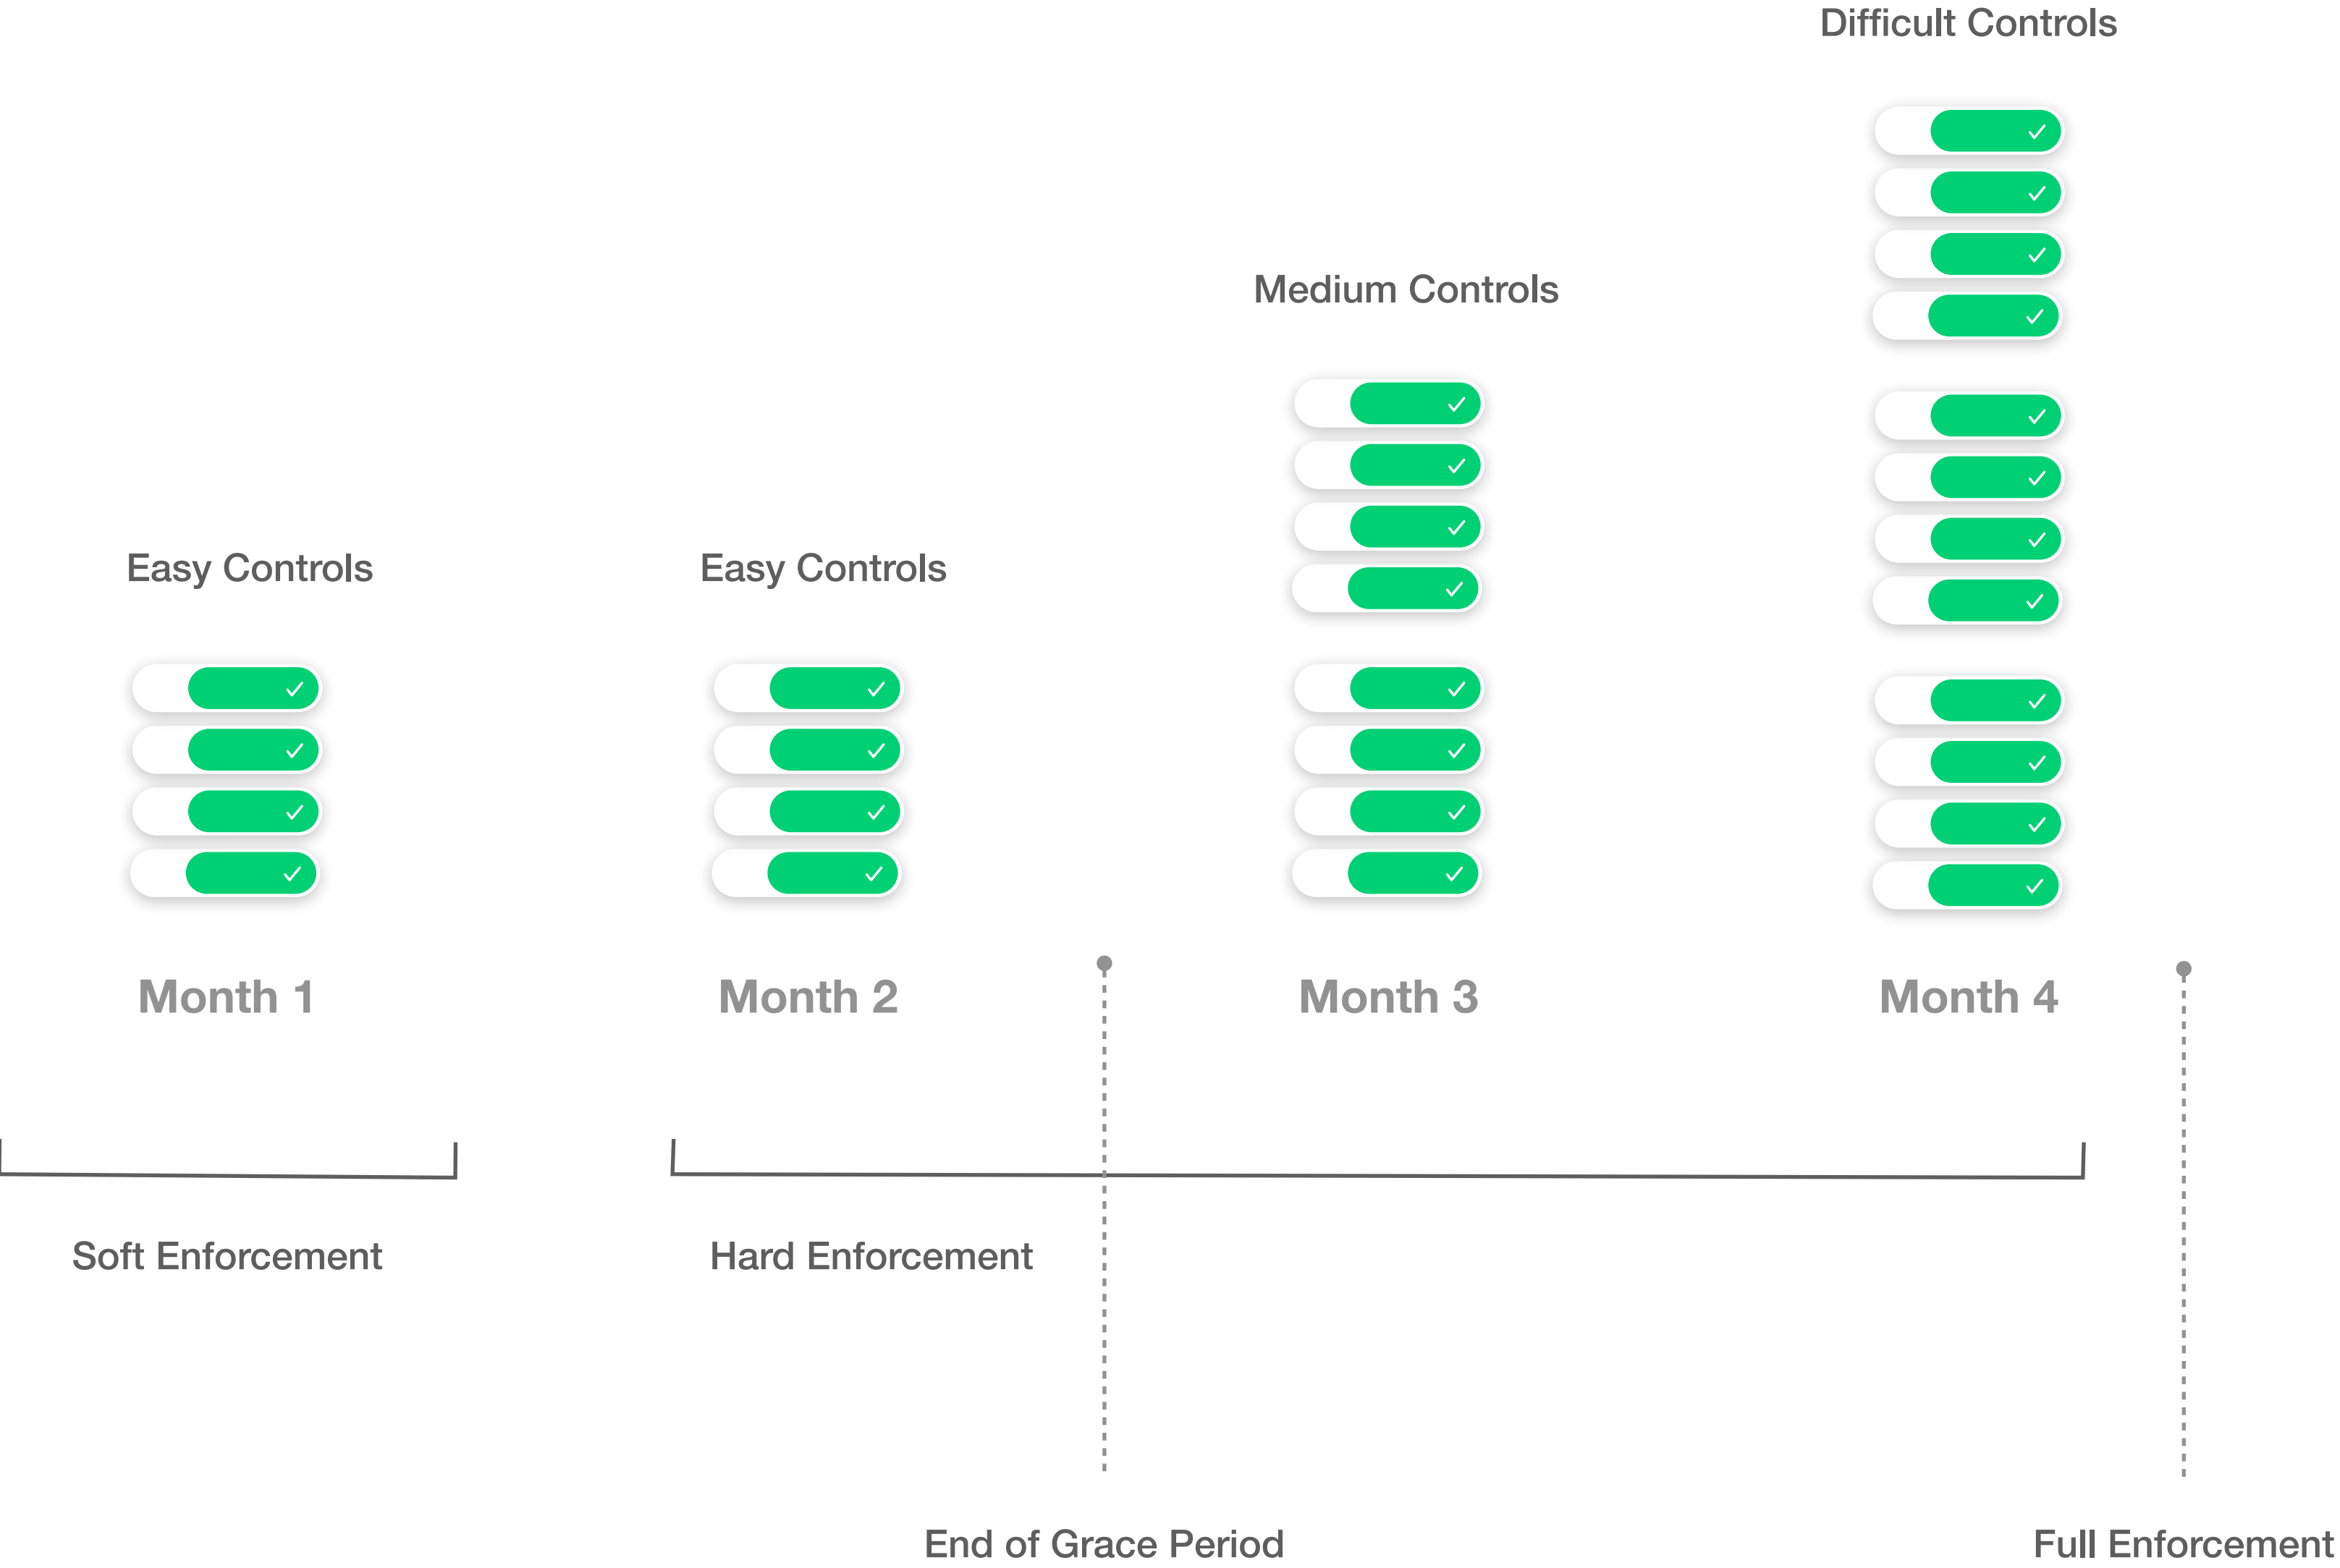 Difficult Controls
Medium Controls
Easy Controls
Easy Controls
Month 1
Month 2
Month 3
Month 4
Soft Enforcement
Hard Enforcement
End of Grace Period
Full Enforcement